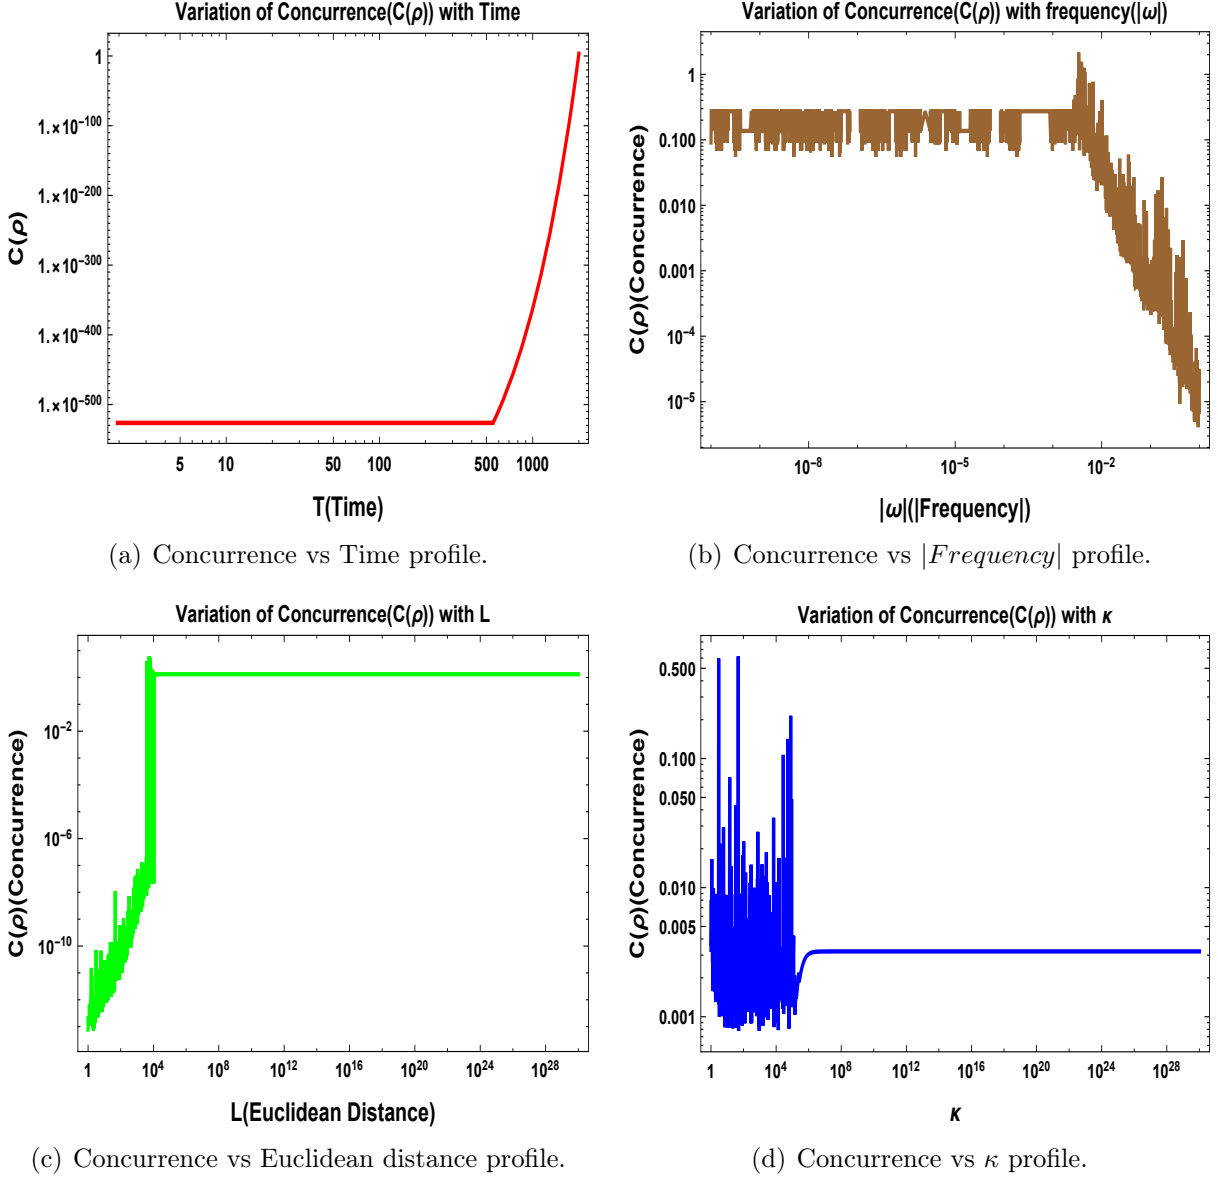 Variation of Concurrence(C(ρ)) with Time
C(ρ)
1
1.×10⁻¹⁰⁰
1.×10⁻²⁰⁰
1.×10⁻³⁰⁰
1.×10⁻⁴⁰⁰
1.×10⁻⁵⁰⁰
5 10 50 100 500 1000
T(Time)
(a) Concurrence vs Time profile.
Variation of Concurrence(C(ρ)) with frequency(|ω|)
C(ρ)(Concurrence)
1
0.100
0.010
0.001
10⁻⁴
10⁻⁵
10⁻⁸ 10⁻⁵ 10⁻²
|ω|(|Frequency|)
(b) Concurrence vs |Frequency| profile.
Variation of Concurrence(C(ρ)) with L
C(ρ)(Concurrence)
10⁻²
10⁻⁶
10⁻¹⁰
1 10⁴ 10⁸ 10¹² 10¹⁶ 10²⁰ 10²⁴ 10²⁸
L(Euclidean Distance)
(c) Concurrence vs Euclidean distance profile.
Variation of Concurrence(C(ρ)) with κ
C(ρ)(Concurrence)
0.500
0.100
0.050
0.010
0.005
0.001
1 10⁴ 10⁸ 10¹² 10¹⁶ 10²⁰ 10²⁴ 10²⁸
κ
(d) Concurrence vs κ profile.